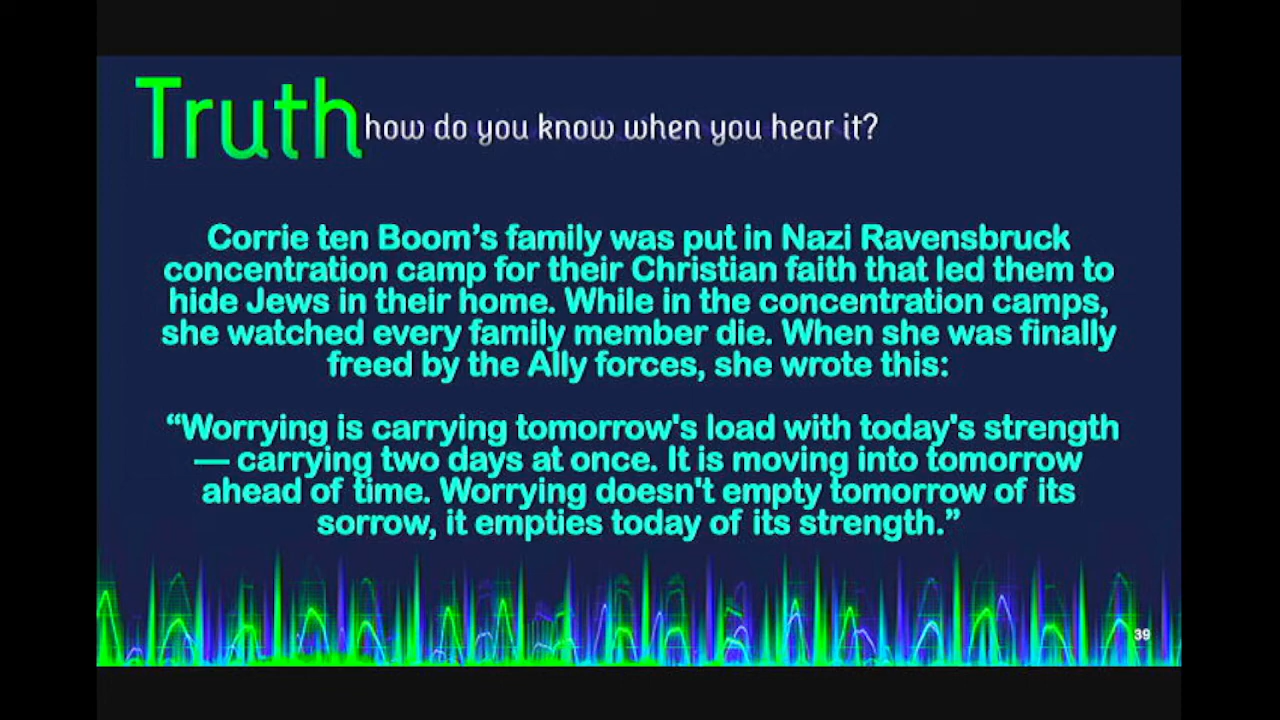 Truth how do you know when you hear it?
Corrie ten Boom’s family was put in Nazi Ravensbruck
concentration camp for their Christian faith that led them to
hide Jews in their home. While in the concentration camps,
she watched every family member die. When she was finally
freed by the Ally forces, she wrote this:
“Worrying is carrying tomorrow's load with today's strength
— carrying two days at once. It is moving into tomorrow
ahead of time. Worrying doesn't empty tomorrow of its
sorrow, it empties today of its strength.”
39